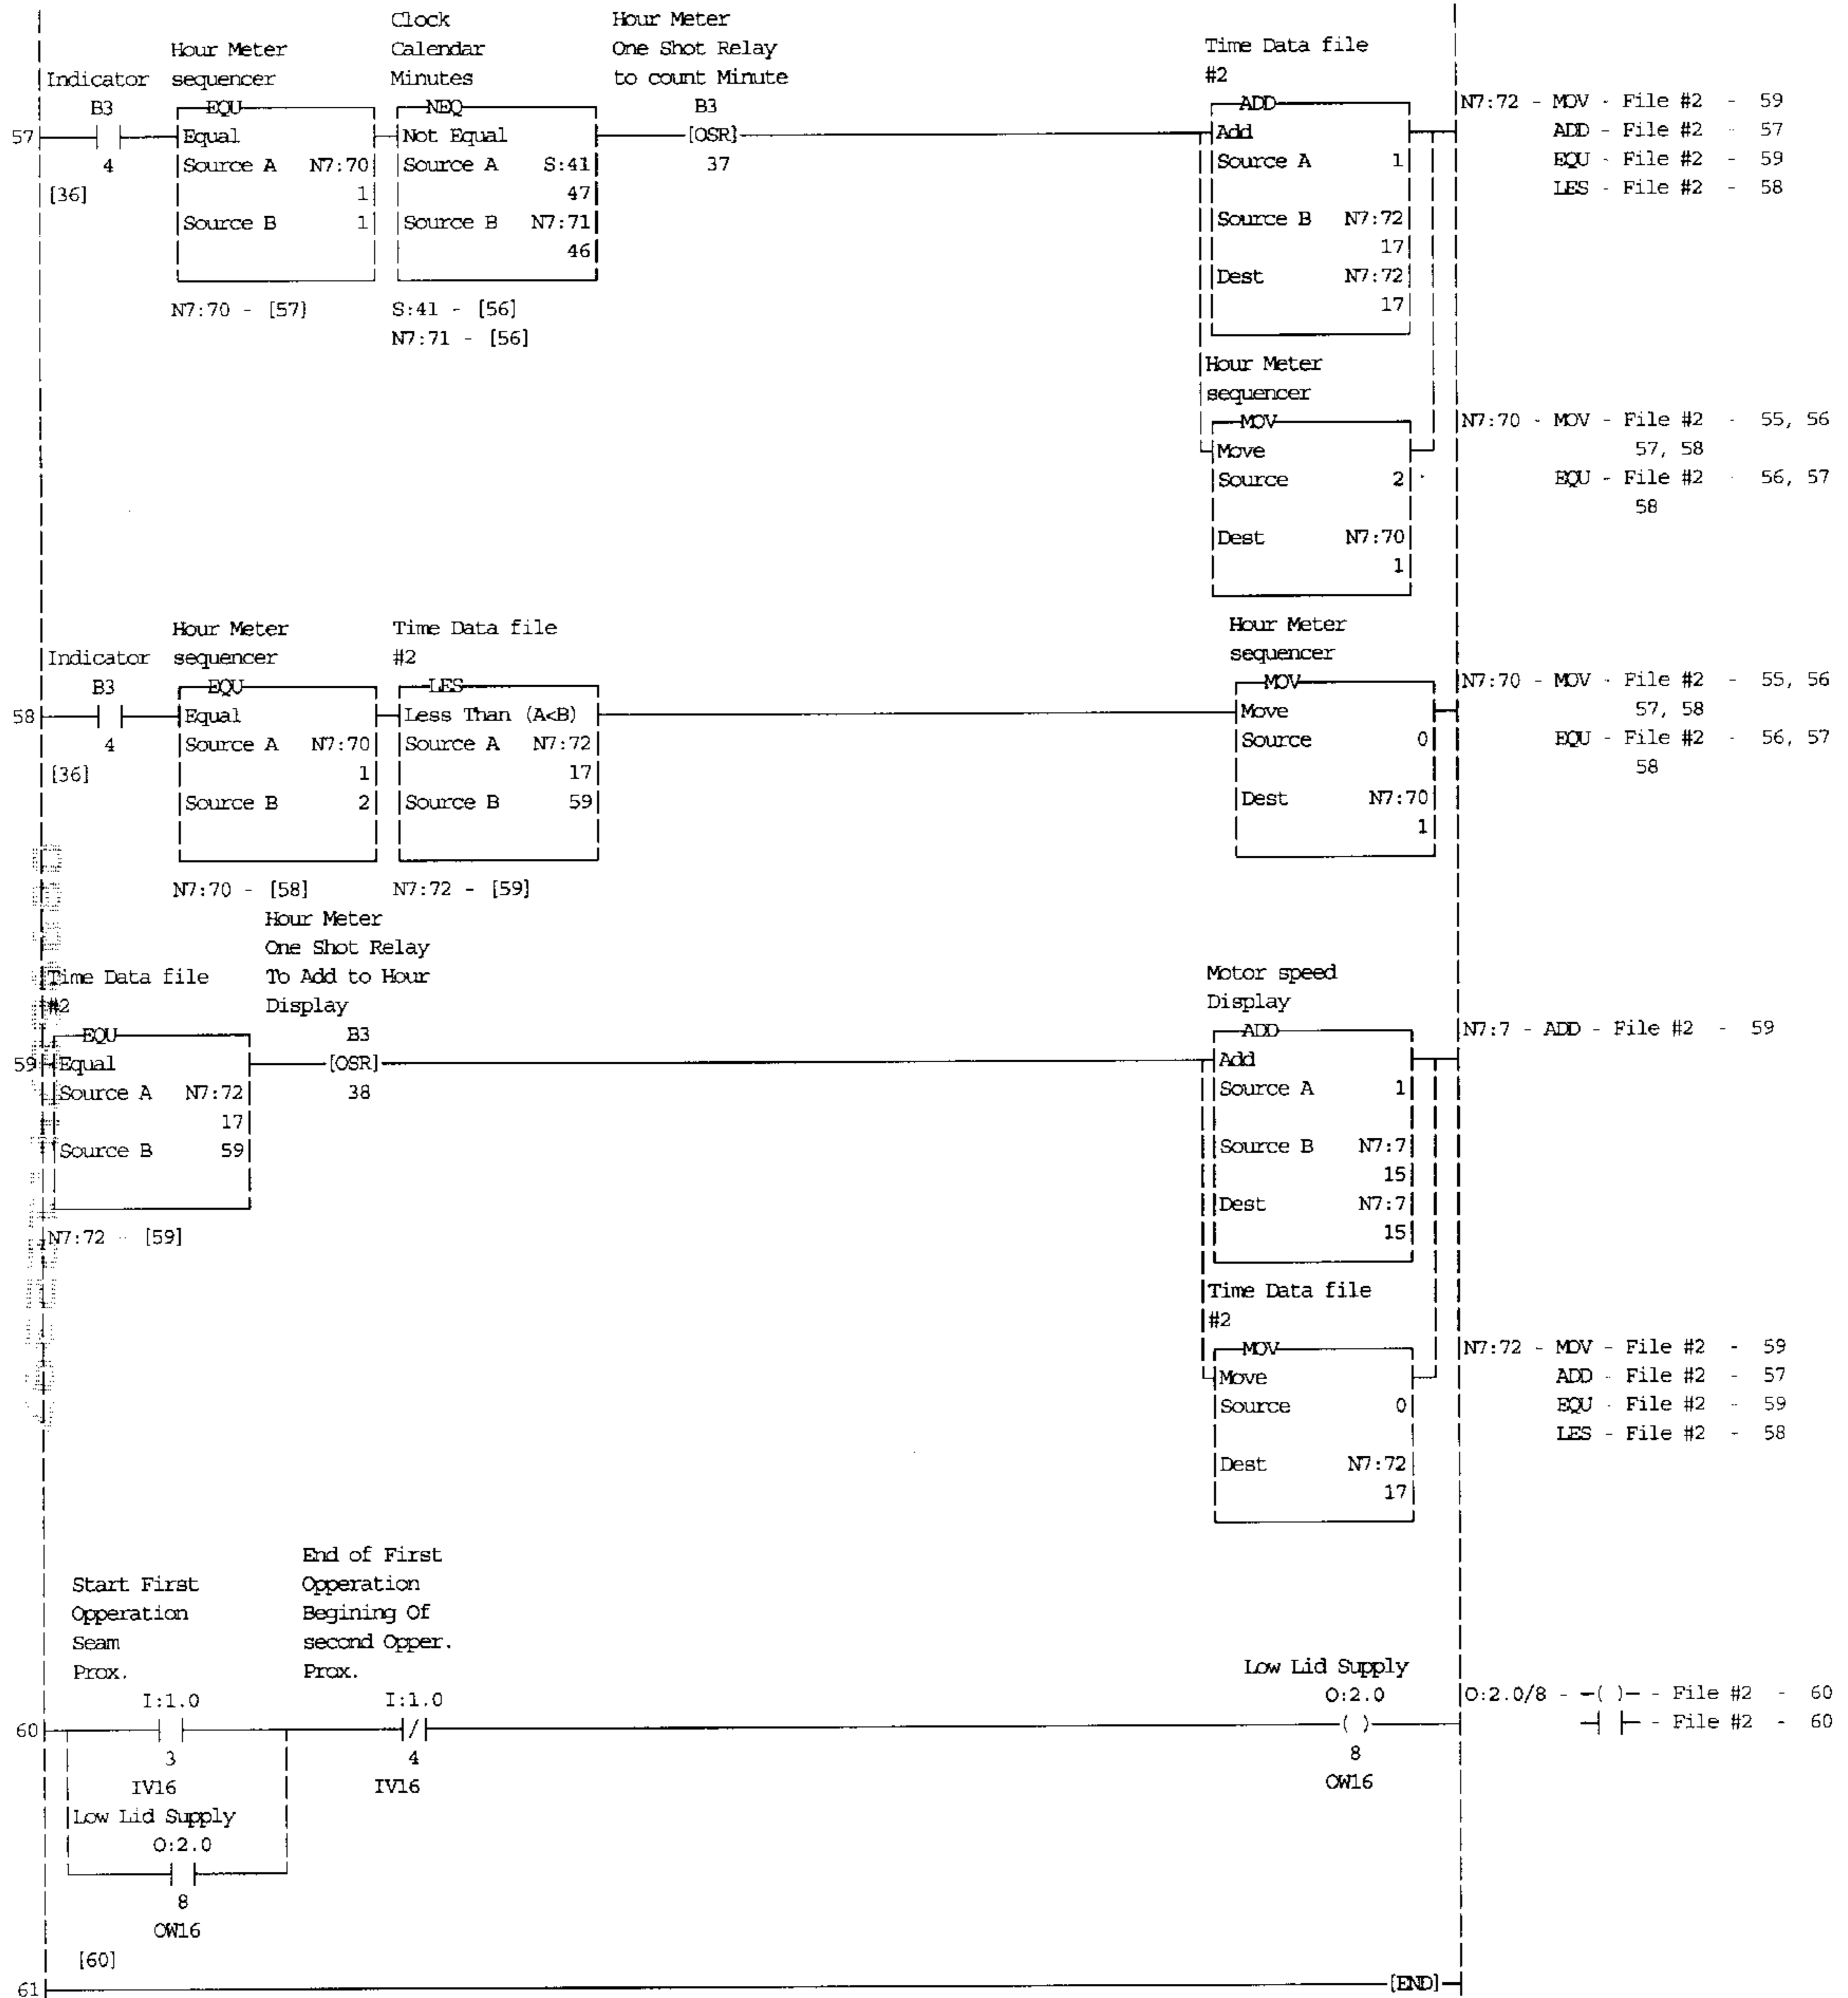 Clock
Hour Meter
Hour Meter
Calendar
One Shot Relay
Time Data file
Indicator
sequencer
Minutes
to count Minute
#2
B3
EQU
NEQ
B3
ADD
N7:72 - MOV - File #2 - 59
57
Equal
Not Equal
[OSR]
Add
ADD - File #2 - 57
4
Source A N7:70
Source A S:41
37
Source A 1
EQU - File #2 - 59
[36]
1
47
LES - File #2 - 58
Source B 1
Source B N7:71
Source B N7:72
46
17
Dest N7:72
17
N7:70 - [57]
S:41 - [56]
N7:71 - [56]
Hour Meter
sequencer
MOV
N7:70 - MOV - File #2 - 55, 56
Move
57, 58
Source 2
EQU - File #2 - 56, 57
58
Dest N7:70
1
Hour Meter
Time Data file
Hour Meter
Indicator
sequencer
#2
sequencer
B3
EQU
LES
MOV
N7:70 - MOV - File #2 - 55, 56
58
Equal
Less Than (A<B)
Move
57, 58
4
Source A N7:70
Source A N7:72
Source 0
EQU - File #2 - 56, 57
[36]
1
17
58
Source B 2
Source B 59
Dest N7:70
1
N7:70 - [58]
N7:72 - [59]
Hour Meter
One Shot Relay
Time Data file
To Add to Hour
Motor speed
#2
Display
Display
EQU
B3
ADD
N7:7 - ADD - File #2 - 59
59
Equal
[OSR]
Add
Source A N7:72
38
Source A 1
17
Source B 59
Source B N7:7
15
Dest N7:7
15
N7:72 - [59]
Time Data file
#2
MOV
N7:72 - MOV - File #2 - 59
Move
ADD - File #2 - 57
Source 0
EQU - File #2 - 59
LES - File #2 - 58
Dest N7:72
17
End of First
Start First
Opperation
Opperation
Begining Of
Seam
second Opper.
Prox.
Prox.
Low Lid Supply
I:1.0
I:1.0
O:2.0
O:2.0/8 - -( )- - File #2 - 60
60
( )
-| |- - File #2 - 60
3
4
8
IV16
IV16
OW16
Low Lid Supply
O:2.0
8
OW16
[60]
61
[END]